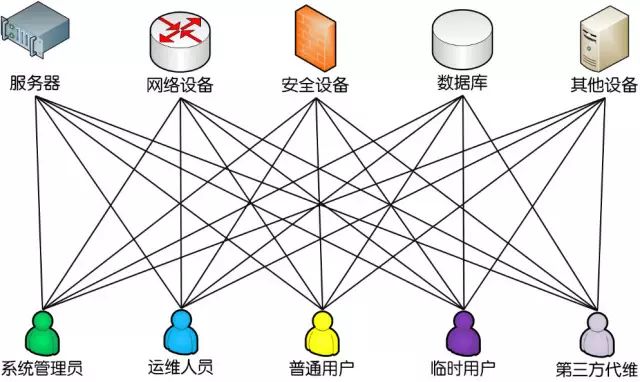 服务器
网络设备
安全设备
数据库
其他设备
系统管理员
运维人员
普通用户
临时用户
第三方代维